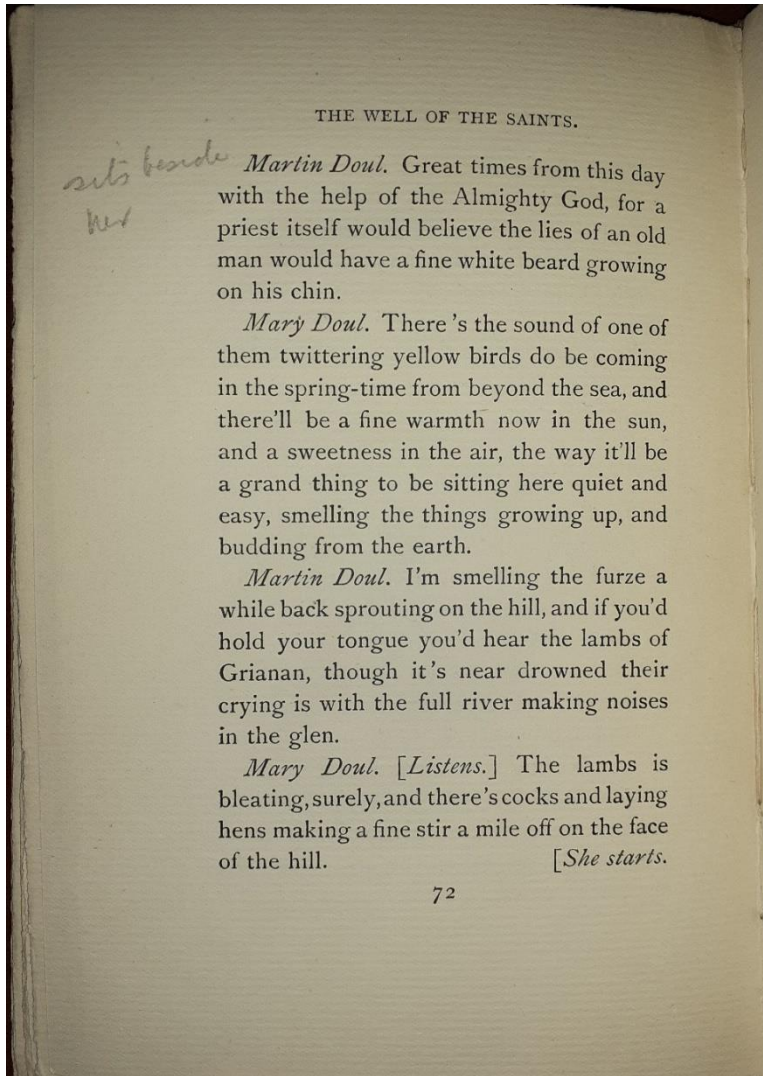 THE WELL OF THE SAINTS.
sits beside
her
Martin Doul. Great times from this day
with the help of the Almighty God, for a
priest itself would believe the lies of an old
man would have a fine white beard growing
on his chin.
Mary Doul. There's the sound of one of
them twittering yellow birds do be coming
in the spring-time from beyond the sea, and
there'll be a fine warmth now in the sun,
and a sweetness in the air, the way it'll be
a grand thing to be sitting here quiet and
easy, smelling the things growing up, and
budding from the earth.
Martin Doul. I'm smelling the furze a
while back sprouting on the hill, and if you'd
hold your tongue you'd hear the lambs of
Grianan, though it's near drowned their
crying is with the full river making noises
in the glen.
Mary Doul. [Listens.] The lambs is
bleating, surely, and there's cocks and laying
hens making a fine stir a mile off on the face
of the hill. [She starts.
72